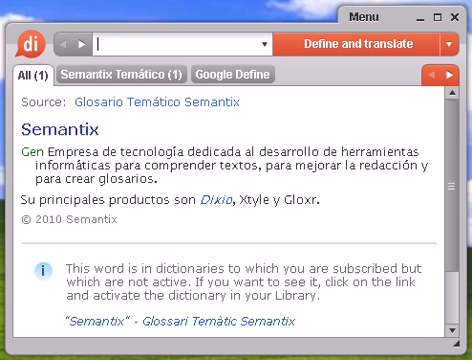 Menu
di
Define and translate
All (1)
Semantix Temático (1)
Google Define
Source: Glosario Temático Semantix
Semantix
Gen Empresa de tecnología dedicada al desarrollo de herramientas
informáticas para comprender textos, para mejorar la redacción y
para crear glosarios.
Su principales productos son Dixio, Xtyle y Gloxr.
© 2010 Semantix
i
This word is in dictionaries to which you are subscribed but
which are not active. If you want to see it, click on the link
and activate the dictionary in your Library.
"Semantix" - Glossari Temàtic Semantix